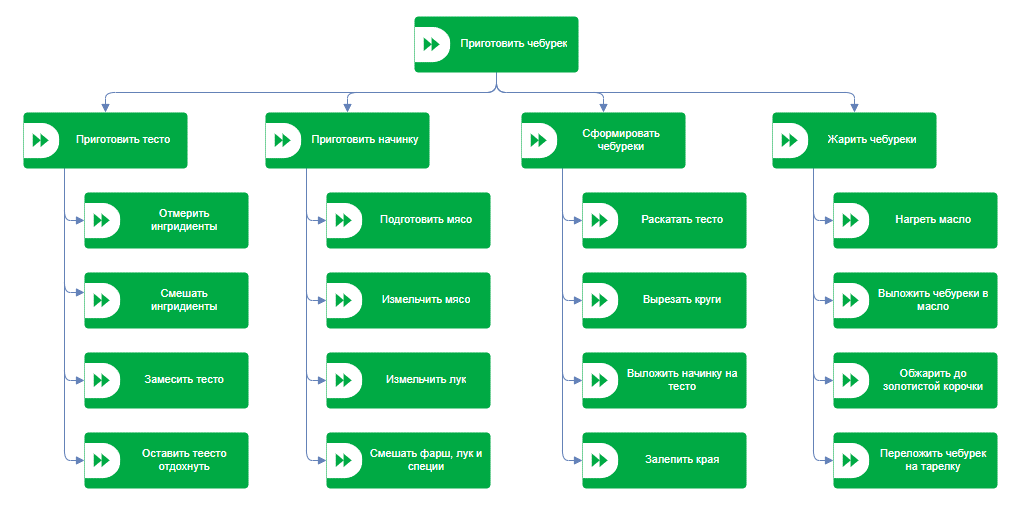 Приготовить чебурек
Приготовить тесто
Приготовить начинку
Сформировать
чебуреки
Жарить чебуреки
Отмерить
ингридиенты
Подготовить мясо
Раскатать тесто
Нагреть масло
Смешать
ингридиенты
Измельчить мясо
Вырезать круги
Выложить чебуреки в
масло
Замесить тесто
Измельчить лук
Выложить начинку на
тесто
Обжарить до
золотистой корочки
Оставить теесто
отдохнуть
Смешать фарш, лук и
специи
Залепить края
Переложить чебурек
на тарелку